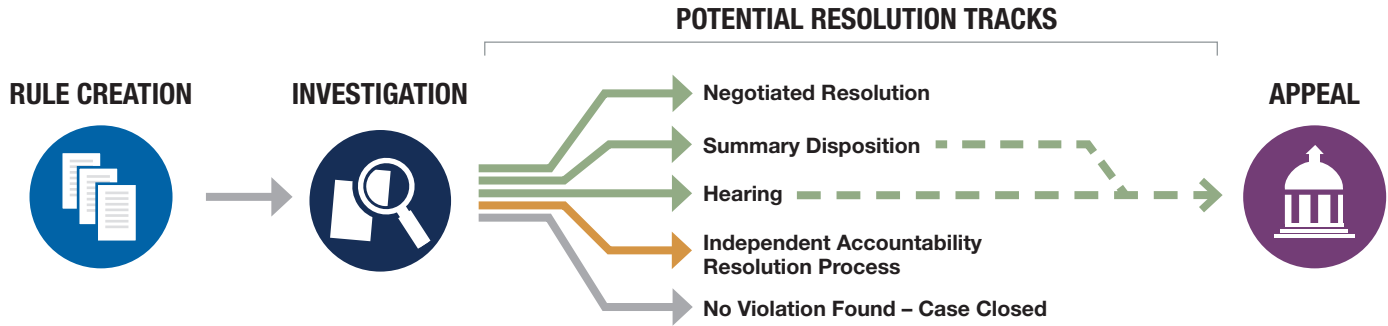 POTENTIAL RESOLUTION TRACKS
RULE CREATION
INVESTIGATION
Negotiated Resolution
Summary Disposition
Hearing
Independent Accountability
Resolution Process
No Violation Found – Case Closed
APPEAL